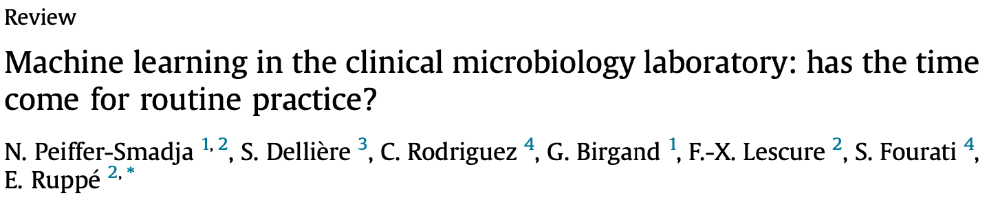 Review
Machine learning in the clinical microbiology laboratory: has the time
come for routine practice?
N. Peiffer-Smadja 1, 2, S. Dellière 3, C. Rodriguez 4, G. Birgand 1, F.-X. Lescure 2, S. Fourati 4,
E. Ruppé 2, *